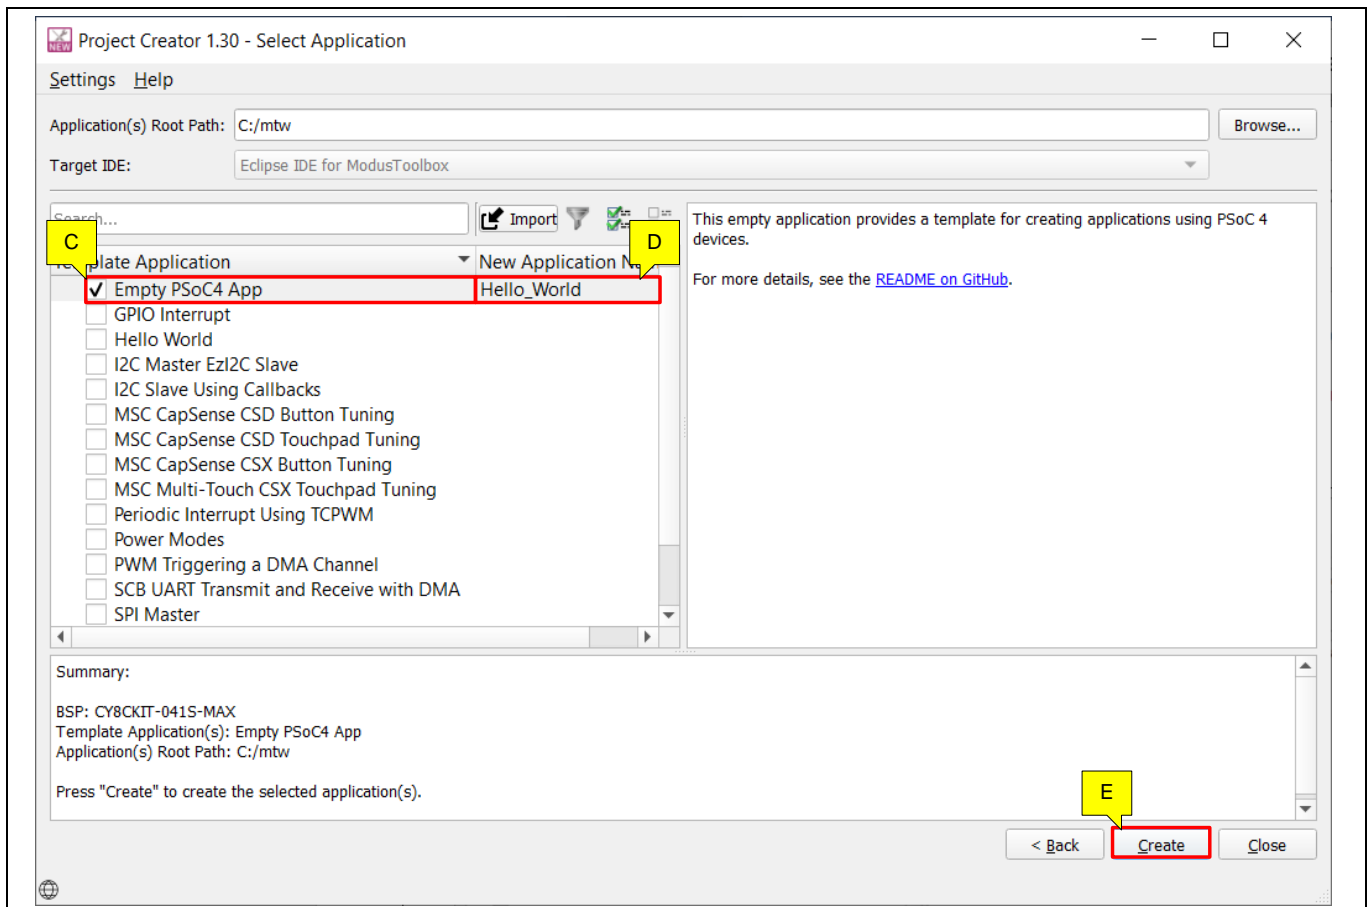 NEW Project Creator 1.30 - Select Application
Settings Help
Application(s) Root Path: C:/mtw Browse...
Target IDE: Eclipse IDE for ModusToolbox
Search... Import
C
D
Template Application New Application
Empty PSoC4 App Hello_World
GPIO Interrupt
Hello World
I2C Master EzI2C Slave
I2C Slave Using Callbacks
MSC CapSense CSD Button Tuning
MSC CapSense CSD Touchpad Tuning
MSC CapSense CSX Button Tuning
MSC Multi-Touch CSX Touchpad Tuning
Periodic Interrupt Using TCPWM
Power Modes
PWM Triggering a DMA Channel
SCB UART Transmit and Receive with DMA
SPI Master
This empty application provides a template for creating applications using PSoC 4
devices.
For more details, see the README on GitHub.
Summary:
BSP: CY8CKIT-041S-MAX
Template Application(s): Empty PSoC4 App
Application(s) Root Path: C:/mtw
Press "Create" to create the selected application(s).
E
< Back Create Close